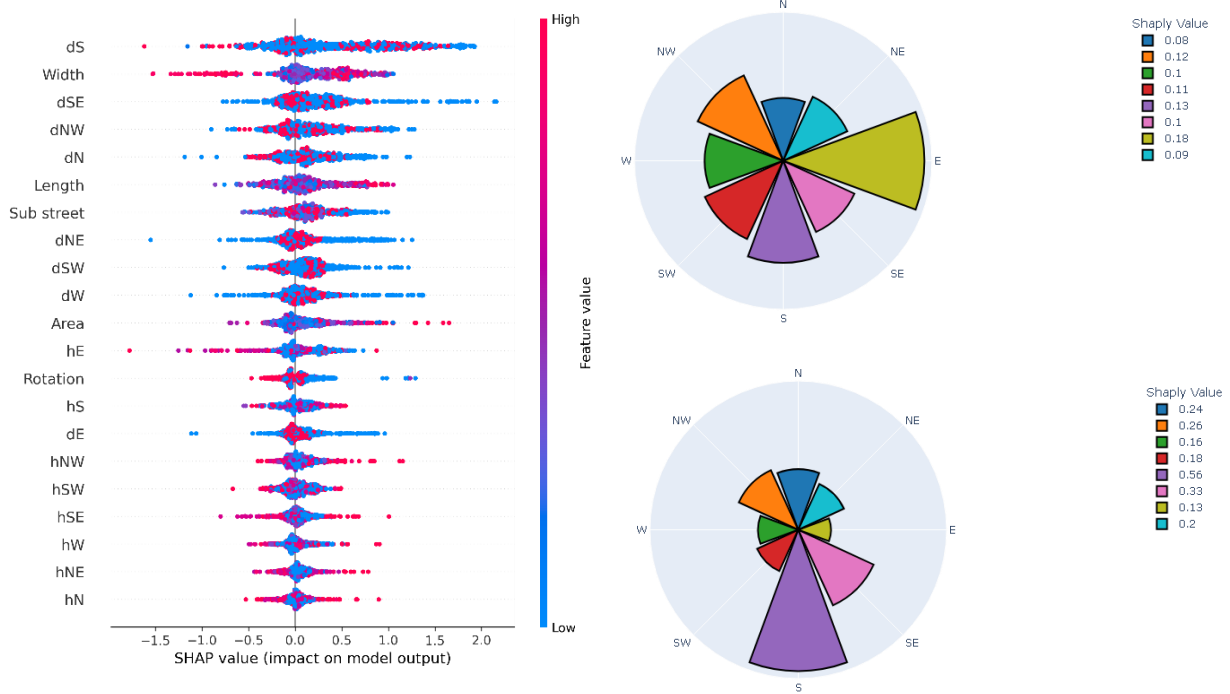 High
dS
Width
dSE
dNW
dN
Length
Sub street
dNE
dSW
dW
Area
hE
Rotation
hS
dE
hNW
hSW
hSE
hW
hNE
hN
Low
Feature value
−1.5 −1.0 −0.5 0.0 0.5 1.0 1.5 2.0
SHAP value (impact on model output)
N
NE
E
SE
S
SW
W
NW
Shaply Value
0.08
0.12
0.1
0.11
0.13
0.1
0.18
0.09
N
NE
E
SE
S
SW
W
NW
Shaply Value
0.24
0.26
0.16
0.18
0.56
0.33
0.13
0.2